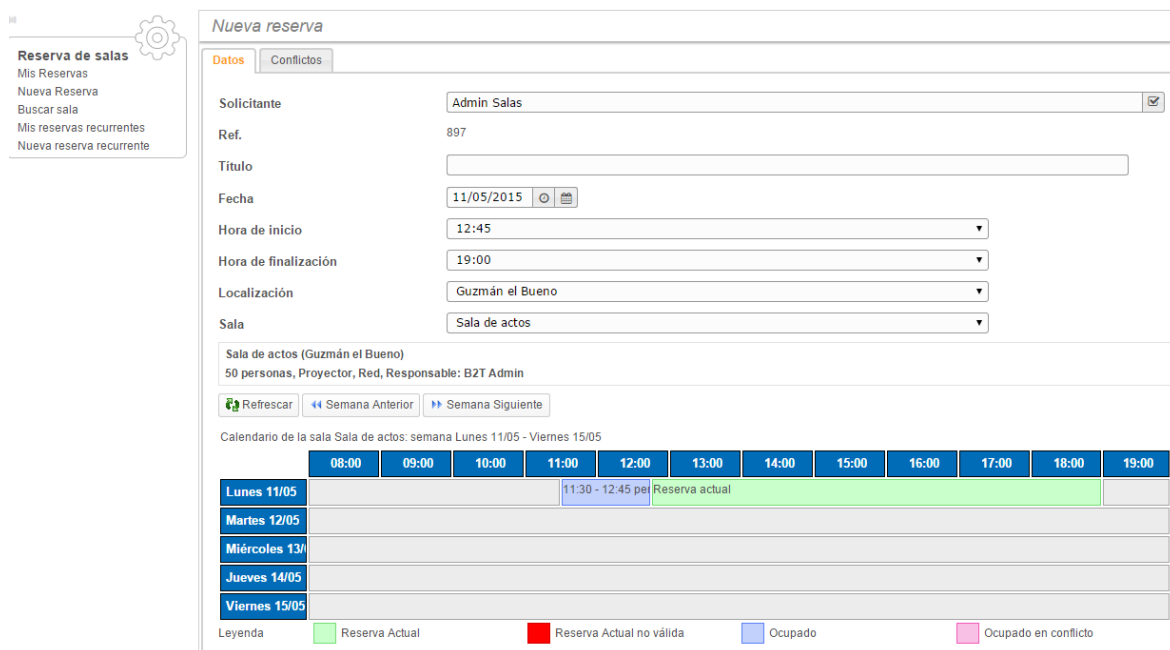 Reserva de salas
Mis Reservas
Nueva Reserva
Buscar sala
Mis reservas recurrentes
Nueva reserva recurrente
Nueva reserva
Datos Conflictos
Solicitante Admin Salas
Ref. 897
Título
Fecha 11/05/2015
Hora de inicio 12:45
Hora de finalización 19:00
Localización Guzmán el Bueno
Sala Sala de actos
Sala de actos (Guzmán el Bueno)
50 personas, Proyector, Red, Responsable: B2T Admin
Refrescar Semana Anterior Semana Siguiente
Calendario de la sala Sala de actos: semana Lunes 11/05 - Viernes 15/05
08:00 09:00 10:00 11:00 12:00 13:00 14:00 15:00 16:00 17:00 18:00 19:00
Lunes 11/05 11:30 - 12:45 per Reserva actual
Martes 12/05
Miércoles 13/0
Jueves 14/05
Viernes 15/05
Leyenda Reserva Actual Reserva Actual no válida Ocupado Ocupado en conflicto